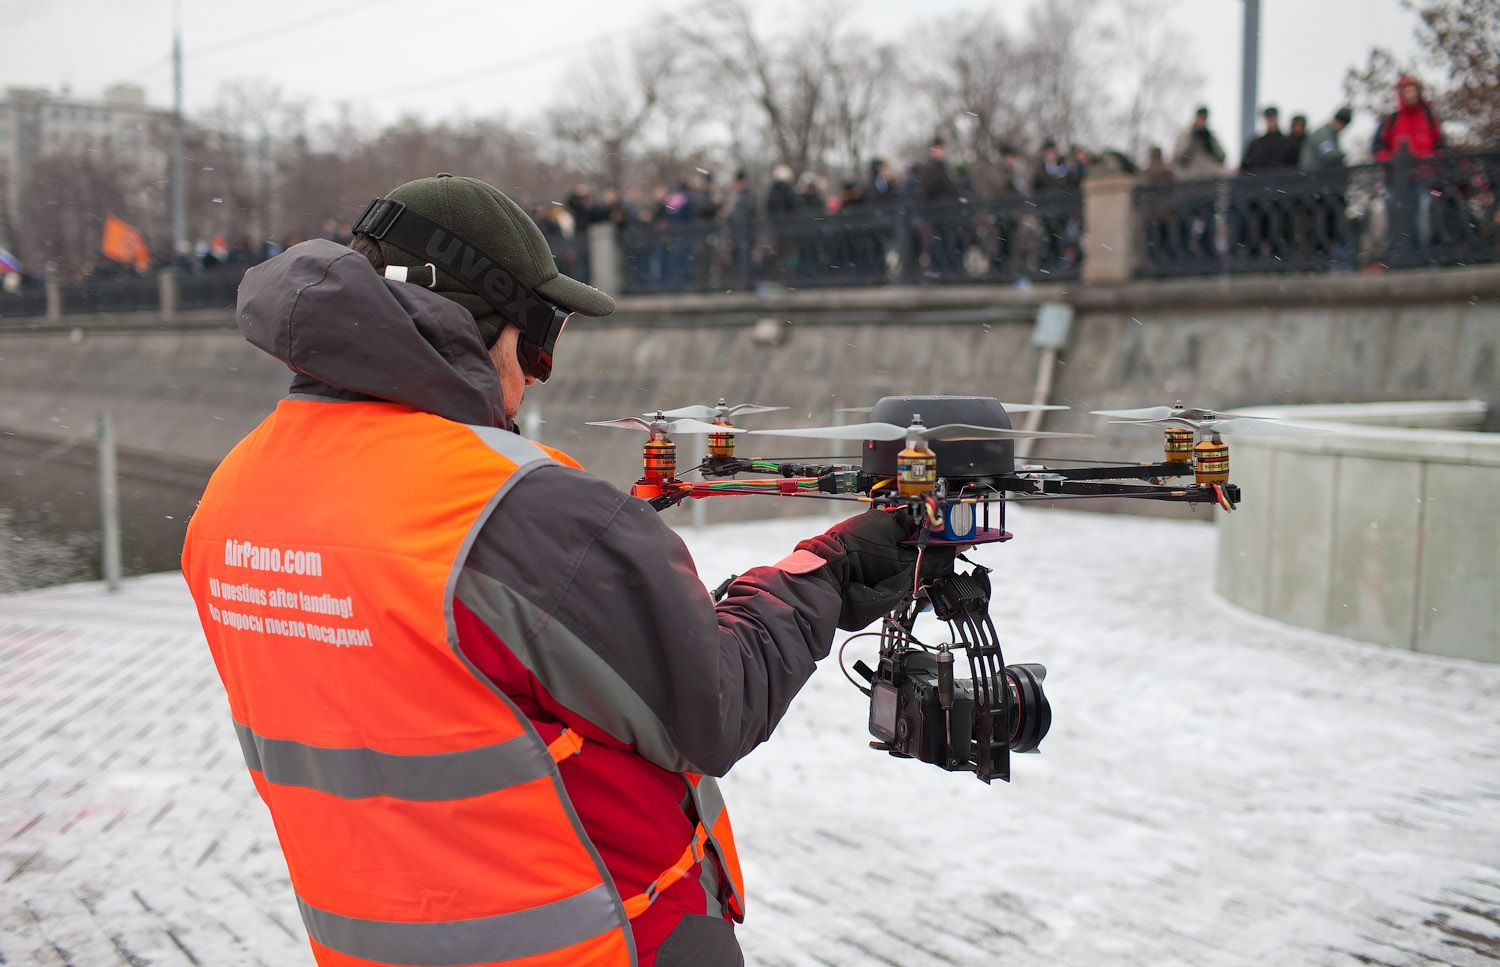 uvex
AirPano.com
All questions after landing!
Все вопросы после посадки!